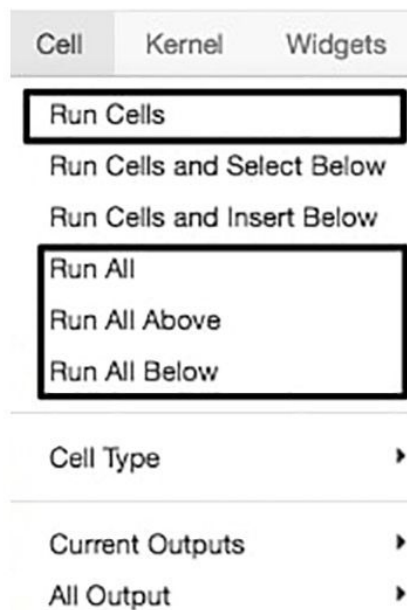 Cell Kernel Widgets
Run Cells
Run Cells and Select Below
Run Cells and Insert Below
Run All
Run All Above
Run All Below
Cell Type
Current Outputs
All Output